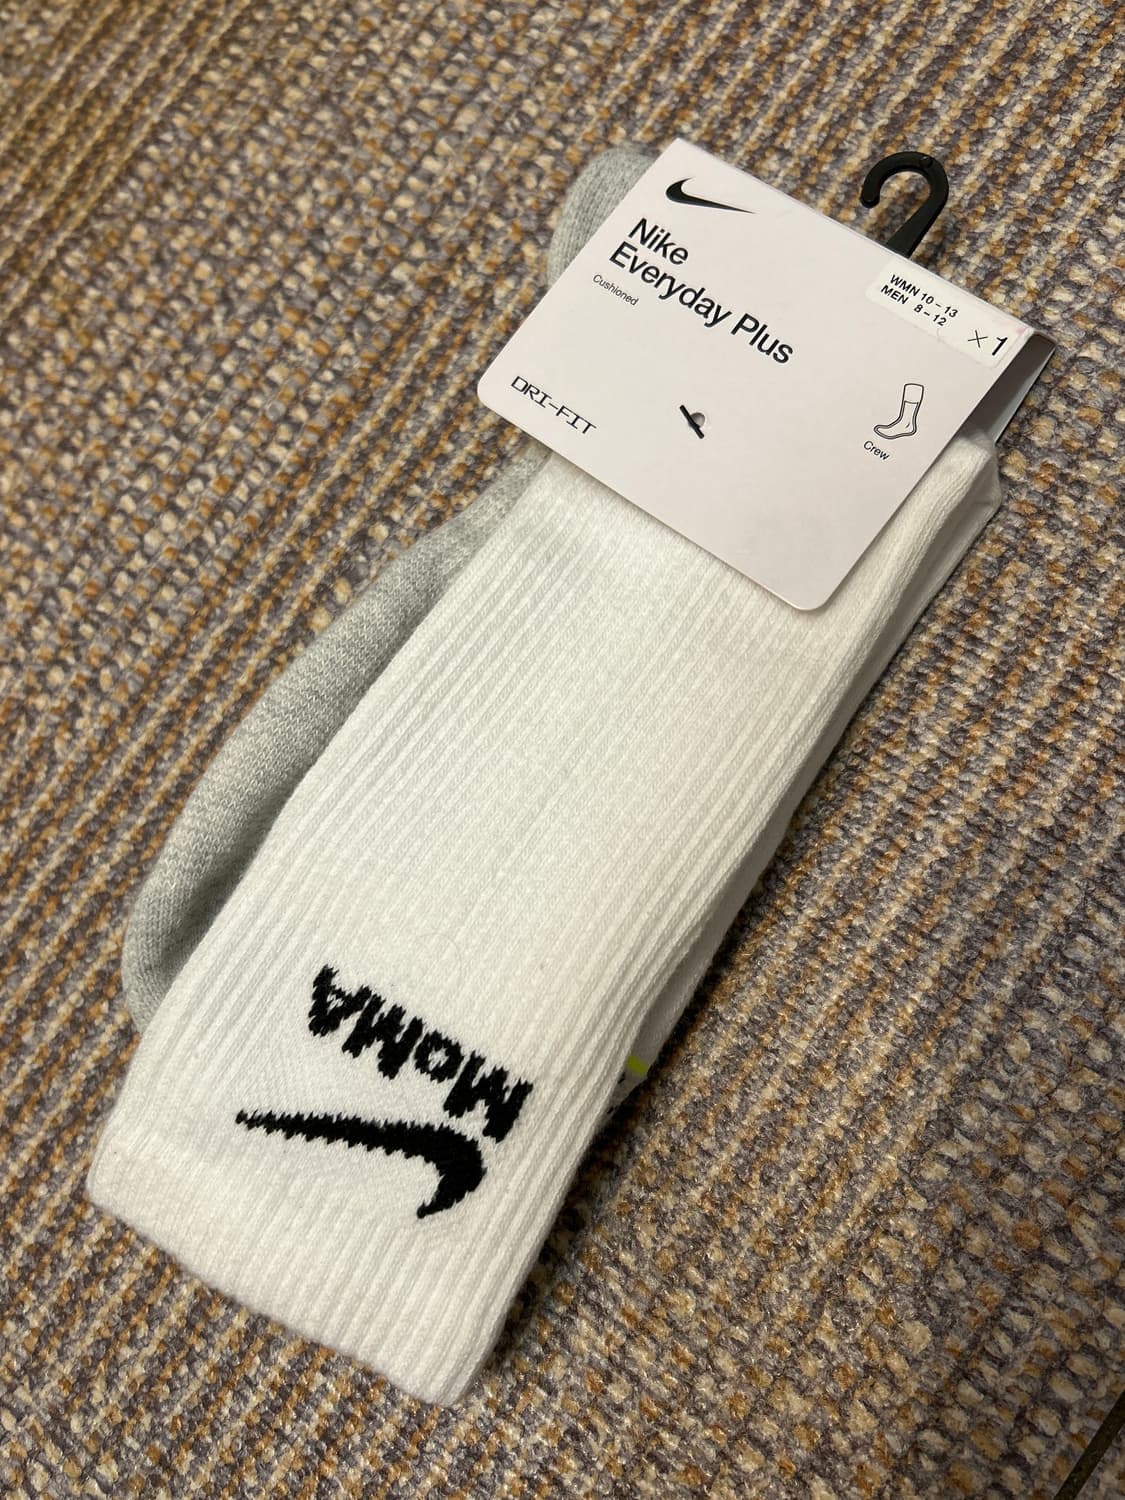 Nike
Everyday Plus
Cushioned
WMN 10 - 13
MEN 8 - 12
× 1
DRI-FIT
Crew
MoMA